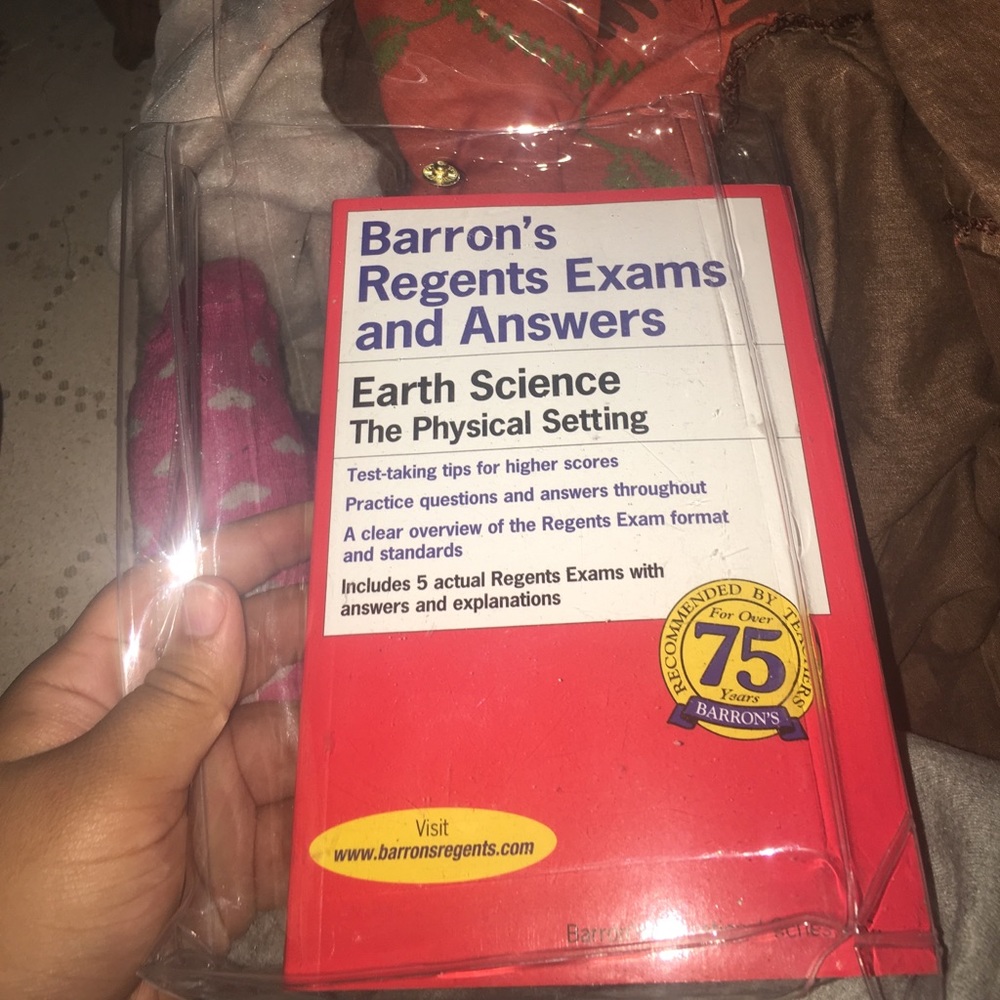 Barron's
Regents Exams
and Answers
Earth Science
The Physical Setting
Test-taking tips for higher scores
Practice questions and answers throughout
A clear overview of the Regents Exam format
and standards
Includes 5 actual Regents Exams with
answers and explanations
RECOMMENDED BY TEACHERS
For Over
75
Years
BARRON'S
Visit
www.barronsregents.com